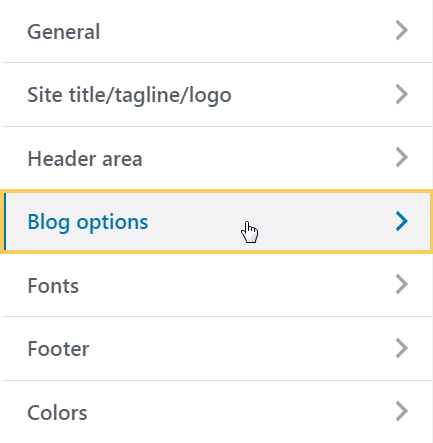 General
Site title/tagline/logo
Header area
Blog options
Fonts
Footer
Colors